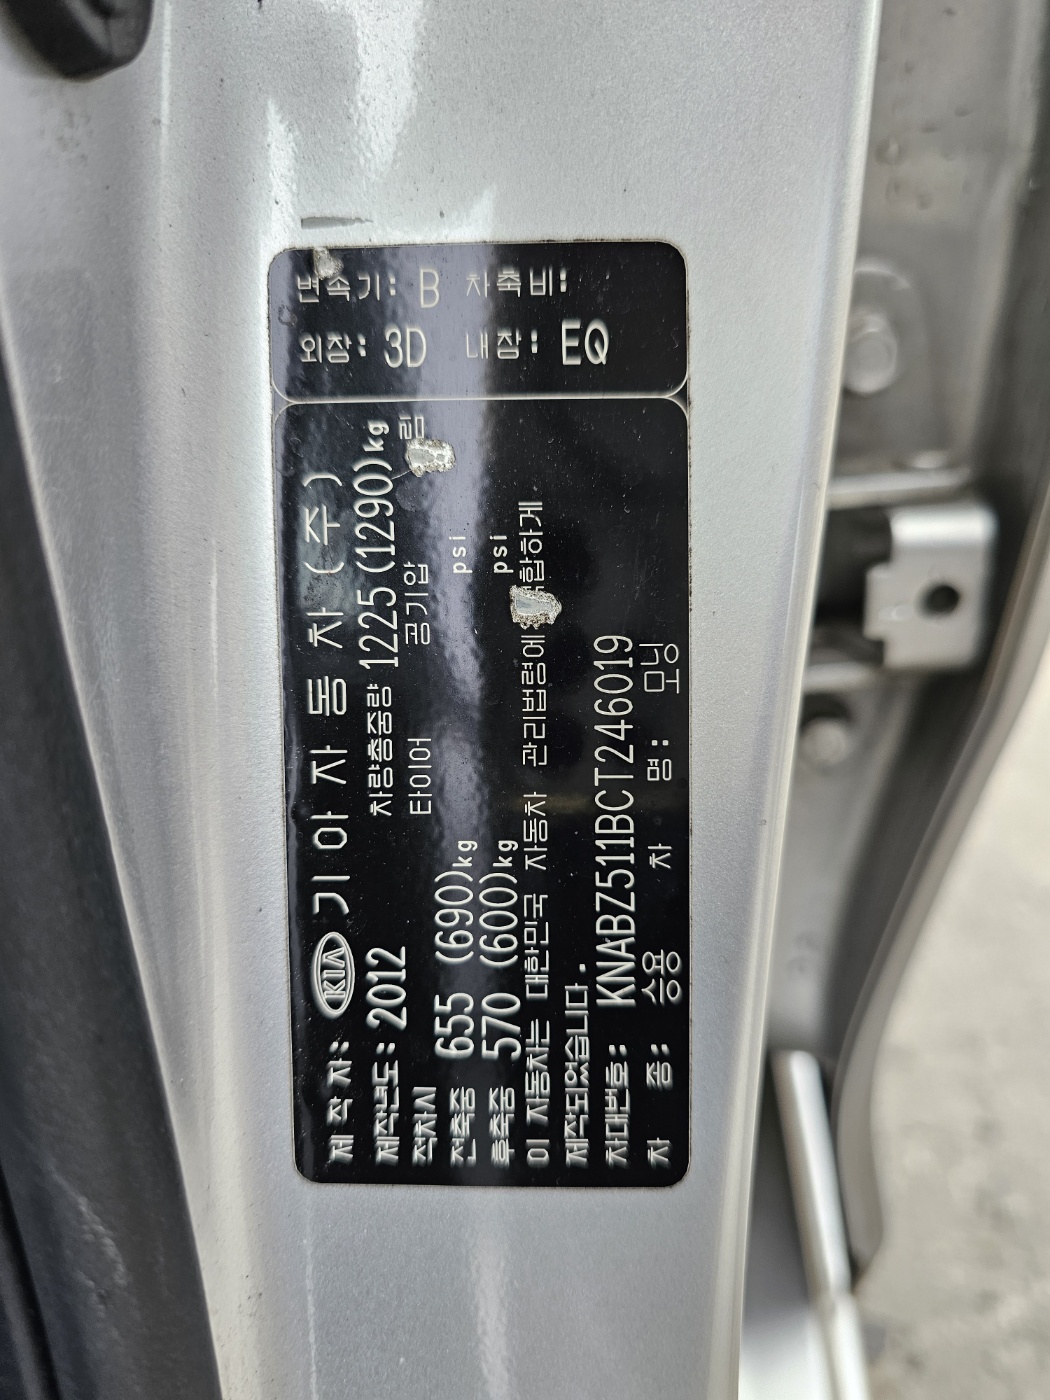 변속기: B 차축비:
외장: 3D 내장: EQ
제작자: KIA 기아자동차(주)
제작년도: 2012 차량총중량 1225(1290)kg
적차시 타이어 공기압 림
전축중 655 (690)kg psi
후축중 570 (600)kg psi
이 자동차는 대한민국 자동차 관리법령에 적합하게
제작되었습니다.
차대번호: KNABZ511BCT246019
차 종: 승용 차 명: 모닝